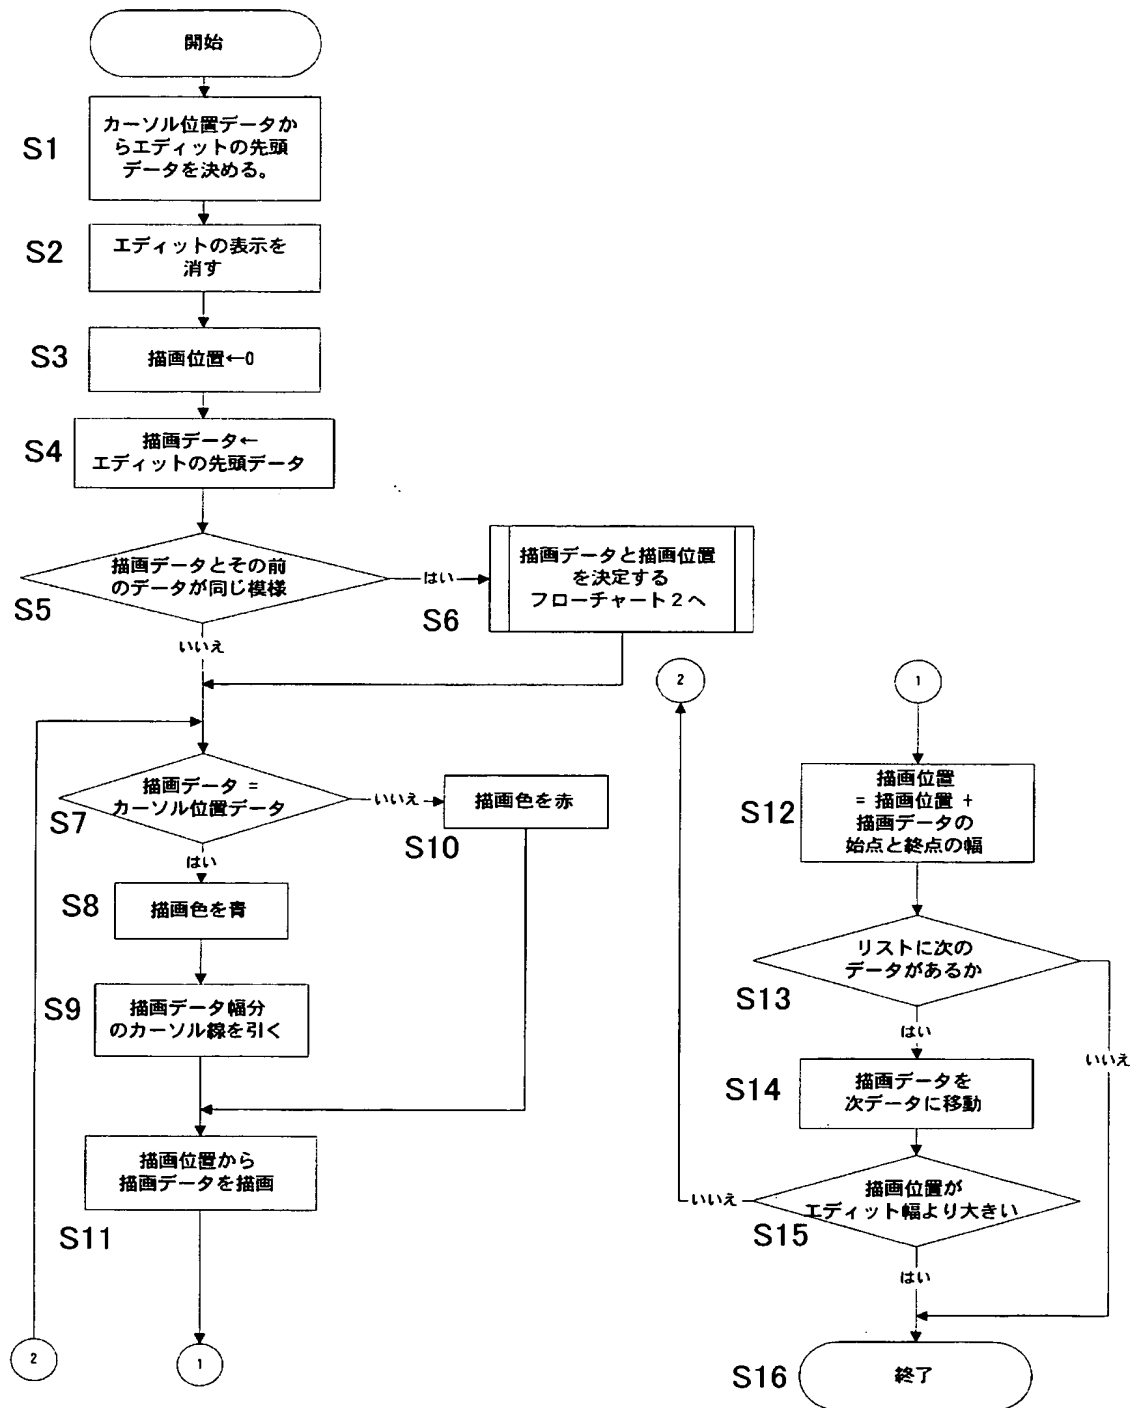 開始
S1
カーソル位置データか
らエディットの先頭
データを決める。
S2
エディットの表示を
消す
S3
描画位置←0
S4
描画データ←
エディットの先頭データ
S5
描画データとその前
のデータが同じ模様
はい
いいえ
S6
描画データと描画位置
を決定する
フローチャート2へ
S7
描画データ =
カーソル位置データ
いいえ
はい
S10
描画色を赤
S8
描画色を青
S9
描画データ幅分
のカーソル線を引く
S11
描画位置から
描画データを描画
2
1
2
1
S12
描画位置
= 描画位置 +
描画データの
始点と終点の幅
S13
リストに次の
データがあるか
はい
いいえ
S14
描画データを
次データに移動
S15
描画位置が
エディット幅より大きい
いいえ
はい
S16
終了